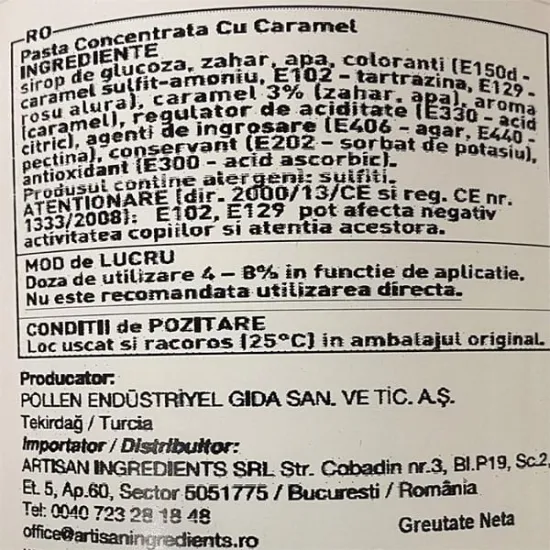 RO
Pasta Concentrata Cu Caramel
INGREDIENTE
sirop de glucoza, zahar, apa, coloranti (E150d -
caramel sulfit-amoniu, E102 - tartrazina, E129 -
rosu alura), caramel 3% (zahar, apa), aroma
(caramel), regulator de aciditate (E330 - acid
citric), agenti de ingrosare (E406 - agar, E440 -
pectina), conservant (E202 - sorbat de potasiu),
antioxidant (E300 - acid ascorbic).
Produsul contine alergeni: sulfiti.
ATENTIONARE (dir. 2000/13/CE si reg. CE nr.
1333/2008): E102, E129 pot afecta negativ
activitatea copiilor si atentia acestora.
MOD de LUCRU
Doza de utilizare 4 - 8% in functie de aplicatie.
Nu este recomandata utilizarea directa.
CONDITII de POZITARE
Loc uscat si racoros (25°C) in ambalajul original.
Producator:
POLLEN ENDÜSTRİYEL GIDA SAN. VE TİC. A.Ş.
Tekirdağ / Turcia
Importator / Distribuitor:
ARTISAN INGREDIENTS SRL Str. Cobadin nr.3, Bl.P19, Sc.2,
Et. 5, Ap.60, Sector 5051775 / Bucuresti / România
Tel: 0040 723 28 18 48
office@artisaningredients.ro
Greutate Neta